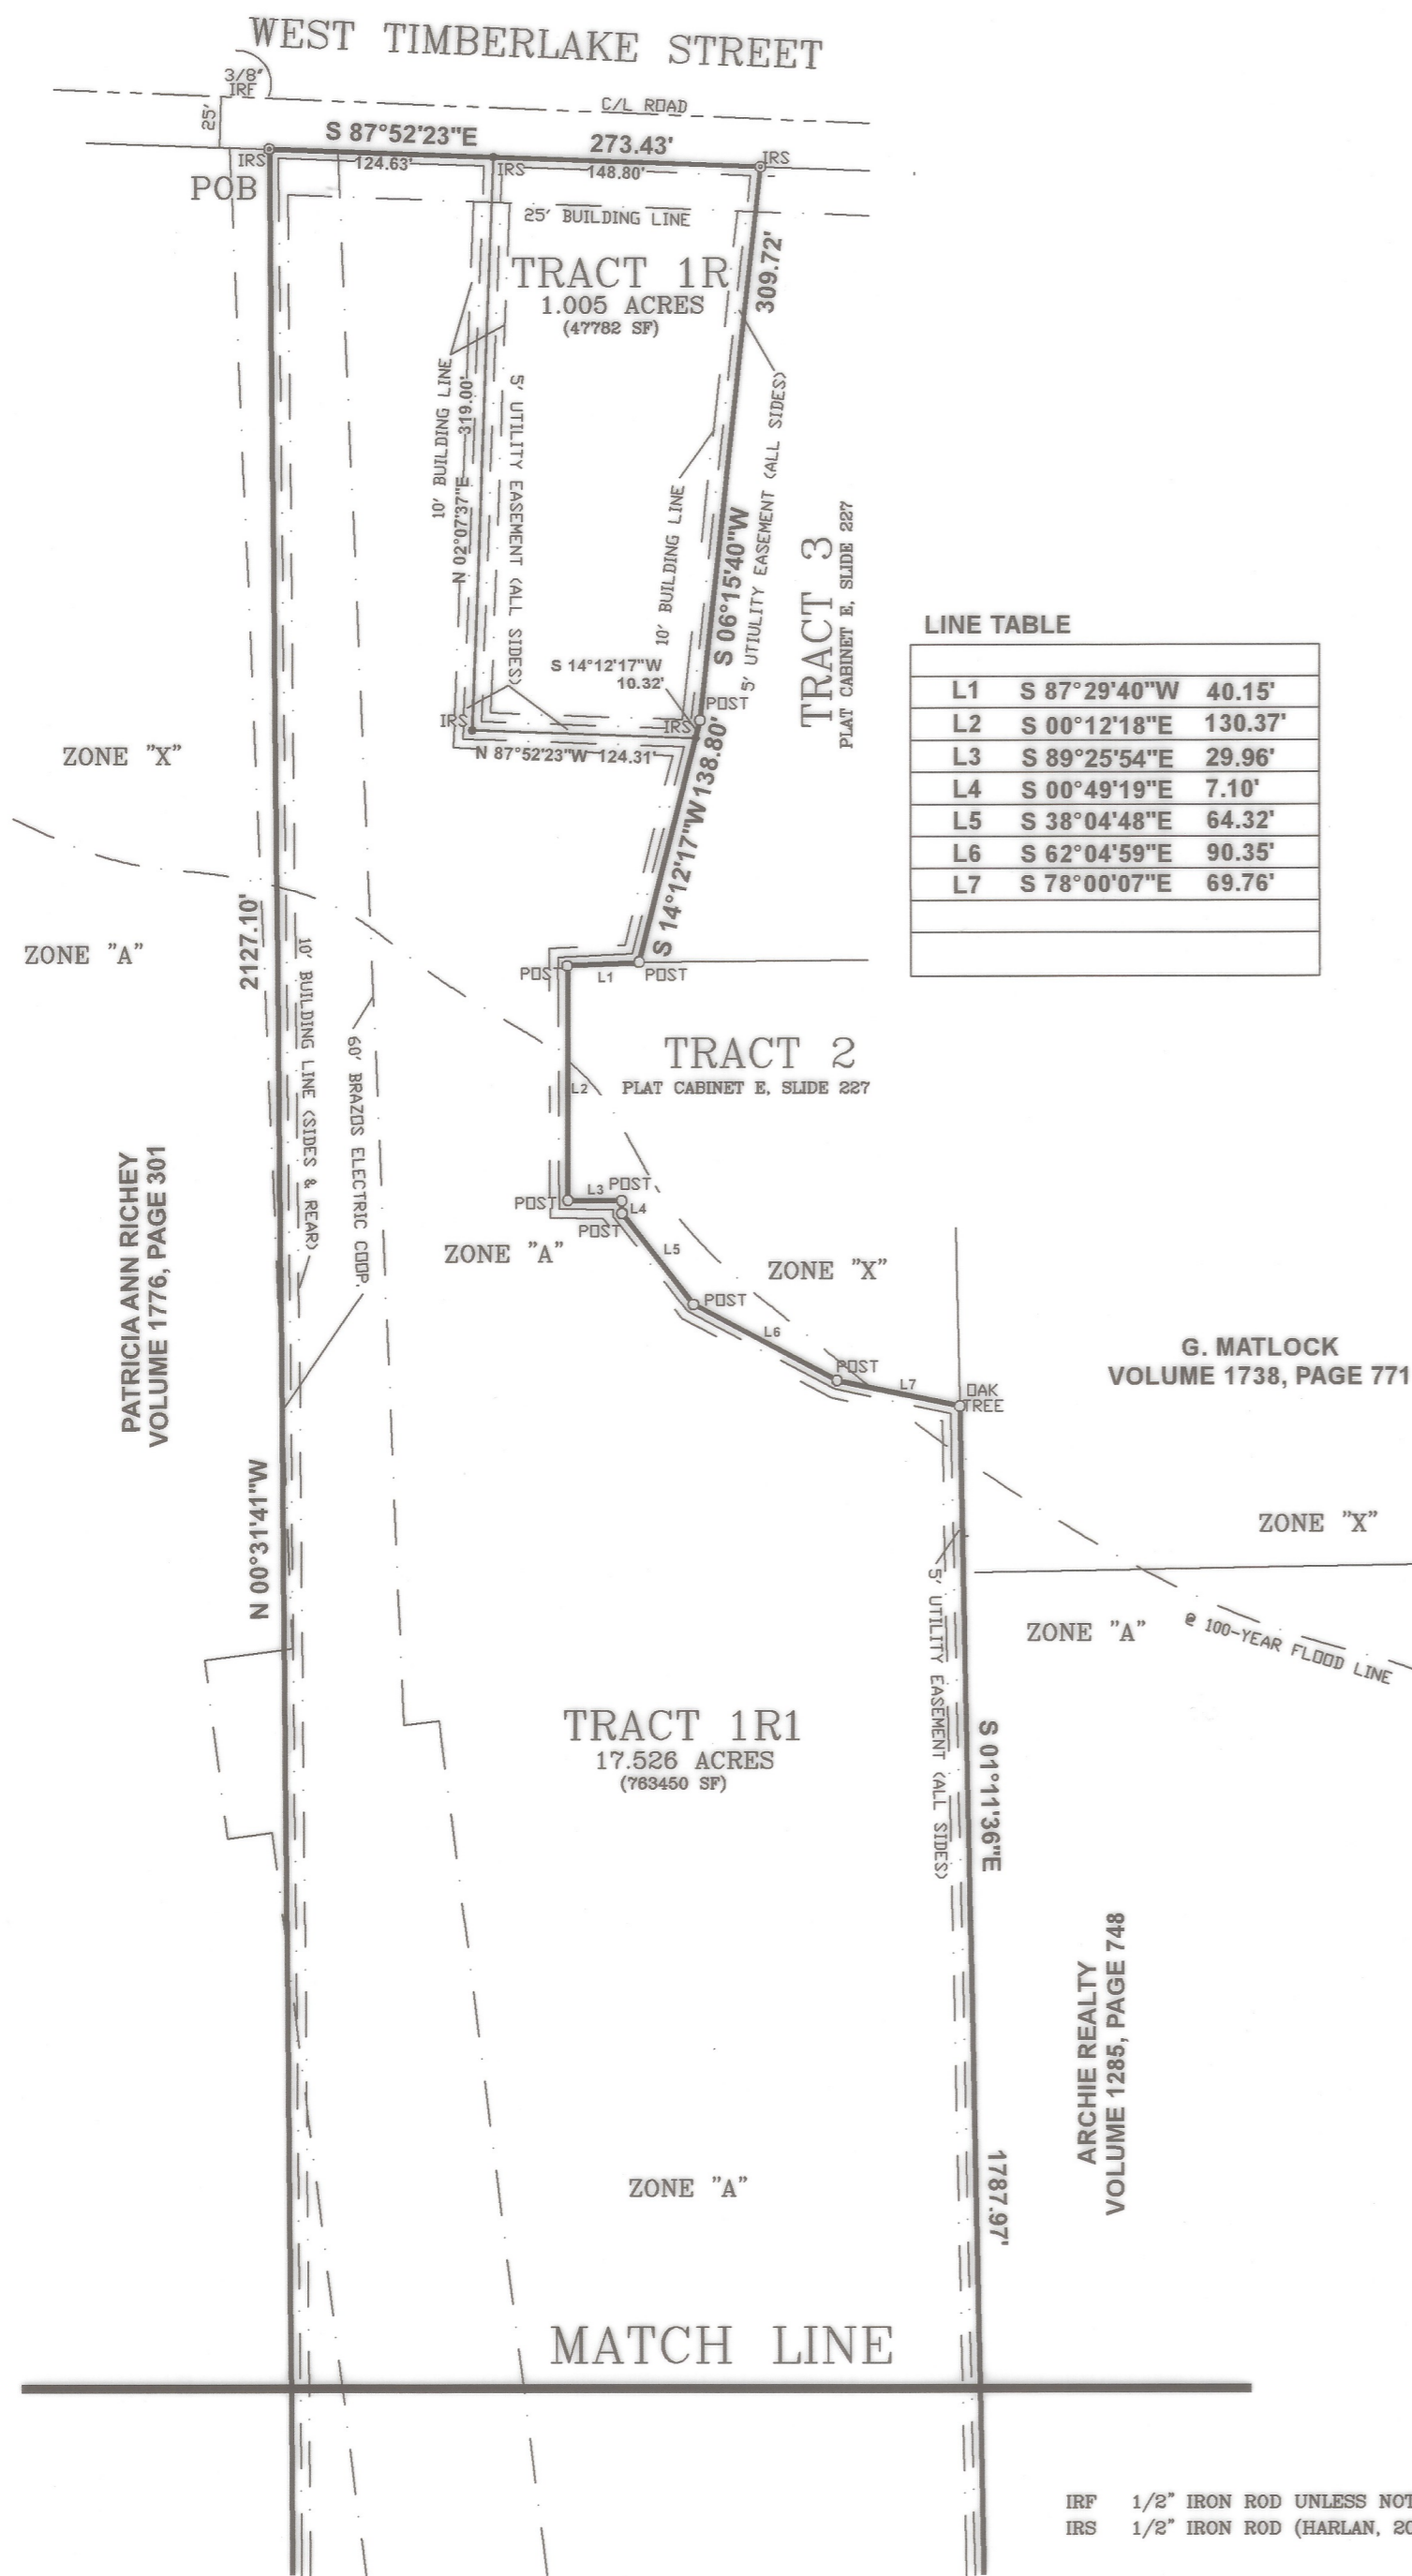 WEST TIMBERLAKE STREET
3/8"
IRF
25'
C/L ROAD
S 87°52'23"E
273.43'
IRS
IRS
124.63'
IRS
148.80'
POB
25' BUILDING LINE
TRACT 1R
1.005 ACRES
(47782 SF)
309.72'
10' BUILDING LINE
N 02°07'37"E
319.00'
5' UTILITY EASEMENT (ALL SIDES)
10' BUILDING LINE
S 06°15'40"W
5' UTIULITY EASEMENT (ALL SIDES)
TRACT 3
PLAT CABINET E, SLIDE 227
LINE TABLE
L1 S 87°29'40"W 40.15'
L2 S 00°12'18"E 130.37'
L3 S 89°25'54"E 29.96'
L4 S 00°49'19"E 7.10'
L5 S 38°04'48"E 64.32'
L6 S 62°04'59"E 90.35'
L7 S 78°00'07"E 69.76'
S 14°12'17"W
10.32'
POST
IRS
IRS
N 87°52'23"W 124.31'
S 14°12'17"W 138.80'
ZONE "X"
ZONE "A"
2127.10'
10' BUILDING LINE (SIDES & REAR)
60' BRAZOS ELECTRIC COOP.
POST
L1
POST
TRACT 2
PLAT CABINET E, SLIDE 227
L2
POST
L3
POST
L4
POST
L5
ZONE "A"
ZONE "X"
POST
L6
POST
L7
OAK
TREE
G. MATLOCK
VOLUME 1738, PAGE 771
PATRICIA ANN RICHEY
VOLUME 1776, PAGE 301
N 00°31'41"W
ZONE "X"
5' UTILITY EASEMENT (ALL SIDES)
ZONE "A"
@ 100-YEAR FLOOD LINE
TRACT 1R1
17.526 ACRES
(763450 SF)
S 01°11'36"E
ARCHIE REALTY
VOLUME 1285, PAGE 748
1787.97'
ZONE "A"
MATCH LINE
IRF 1/2" IRON ROD UNLESS NOT
IRS 1/2" IRON ROD (HARLAN, 20